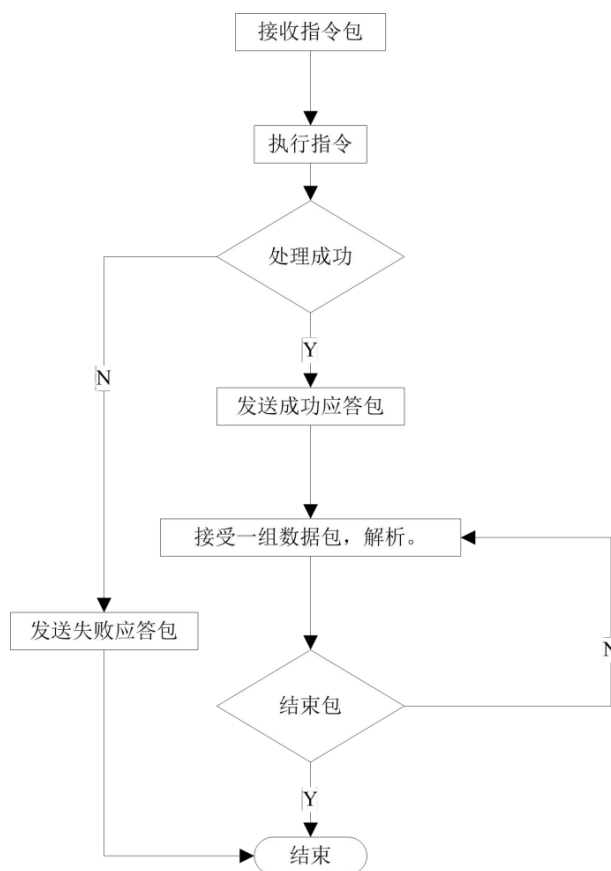 接收指令包
执行指令
处理成功
N
Y
发送成功应答包
接受一组数据包，解析。
发送失败应答包
N
结束包
Y
结束